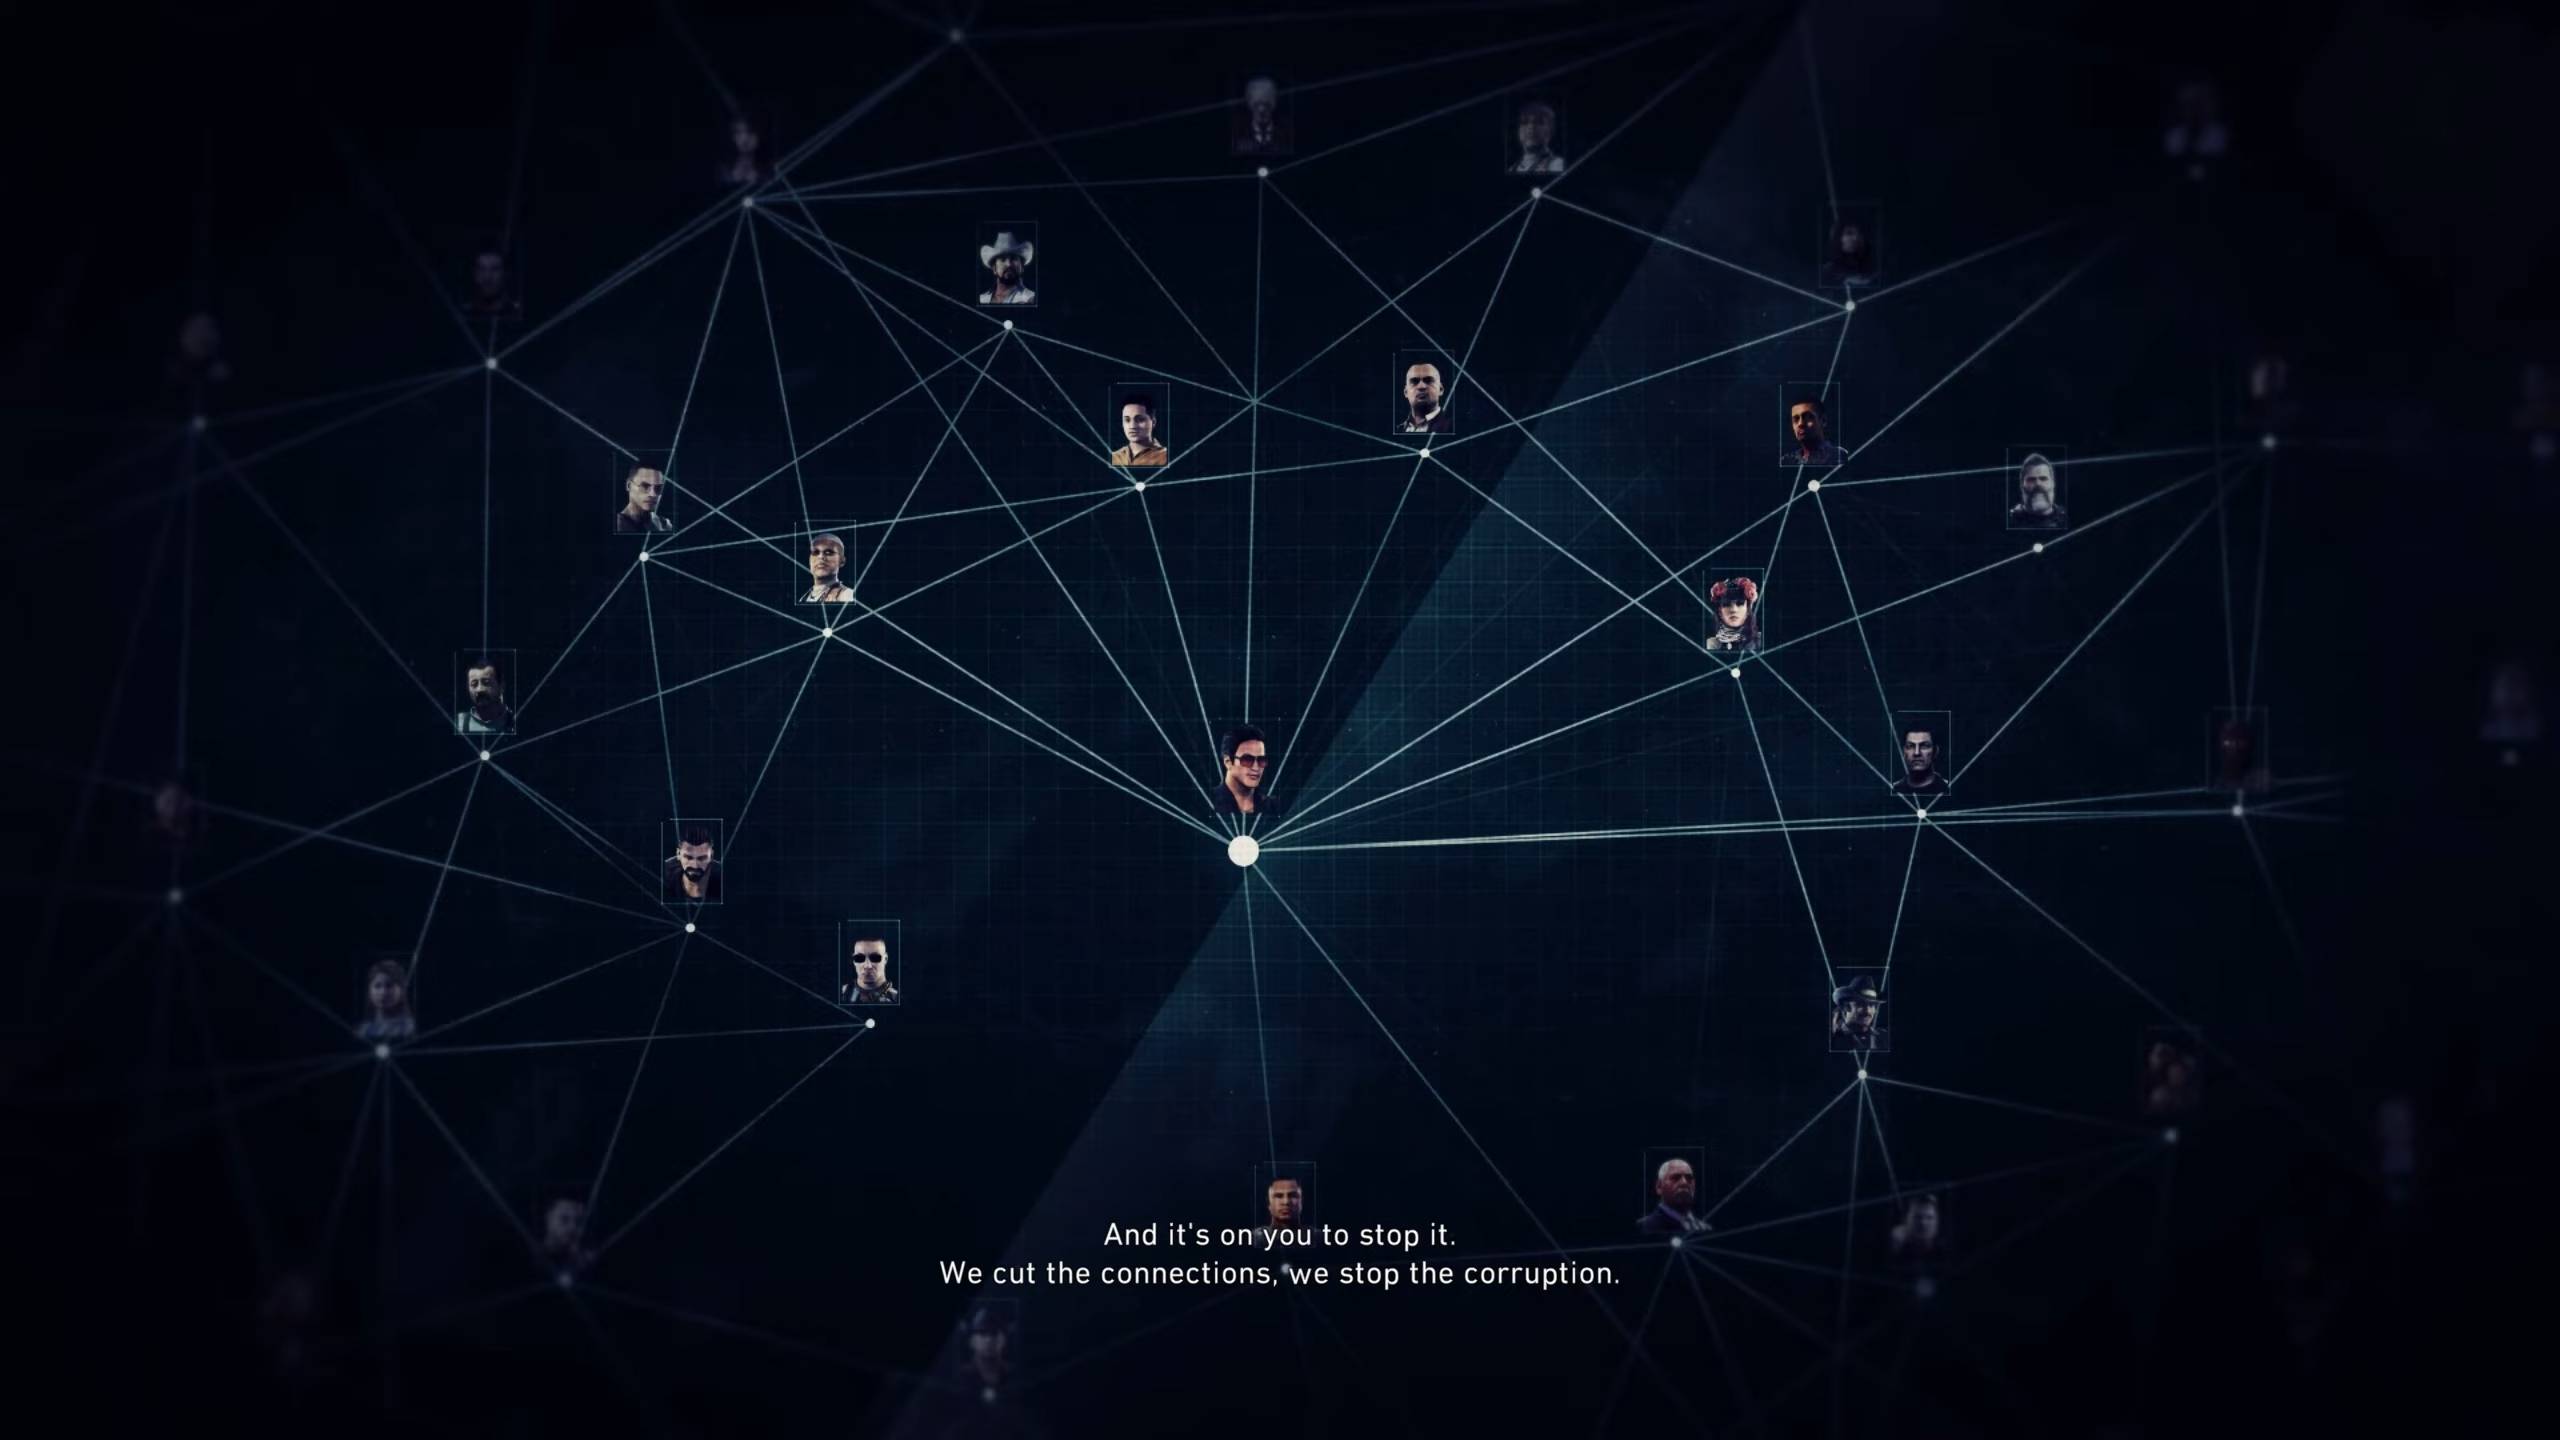 And it's on you to stop it.
We cut the connections, we stop the corruption.